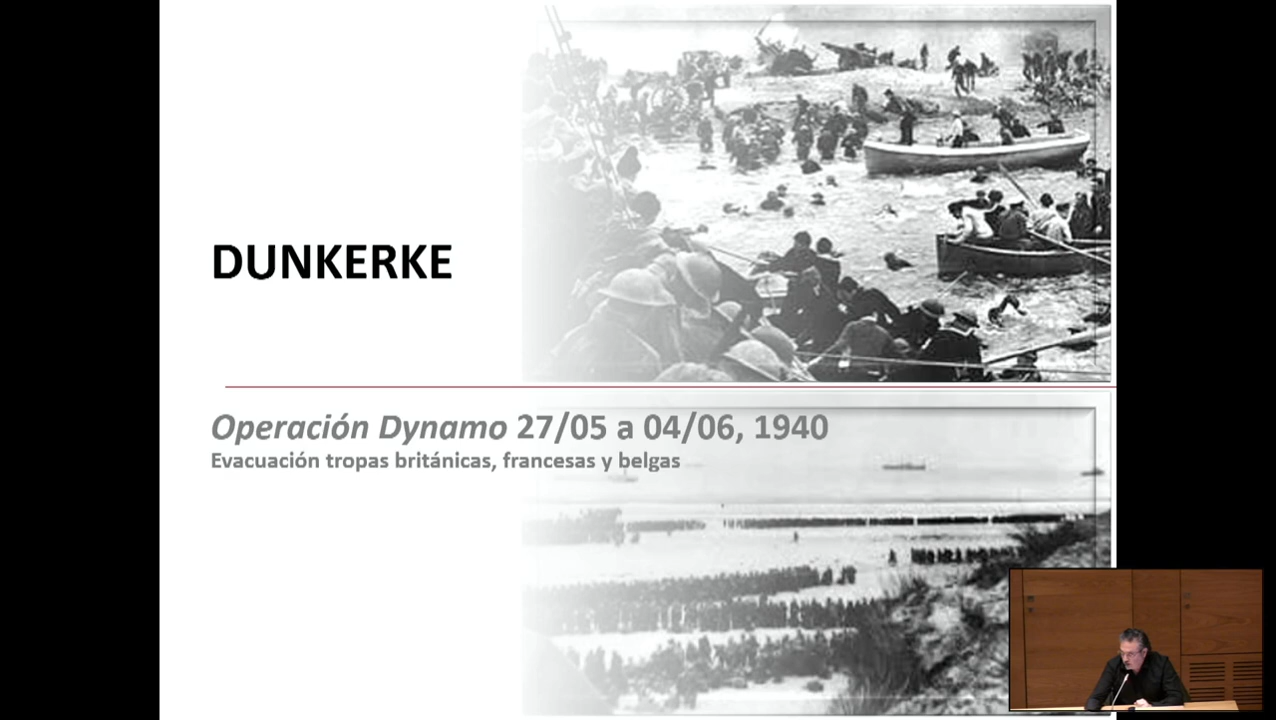 DUNKERKE
Operación Dynamo 27/05 a 04/06, 1940
Evacuación tropas británicas, francesas y belgas